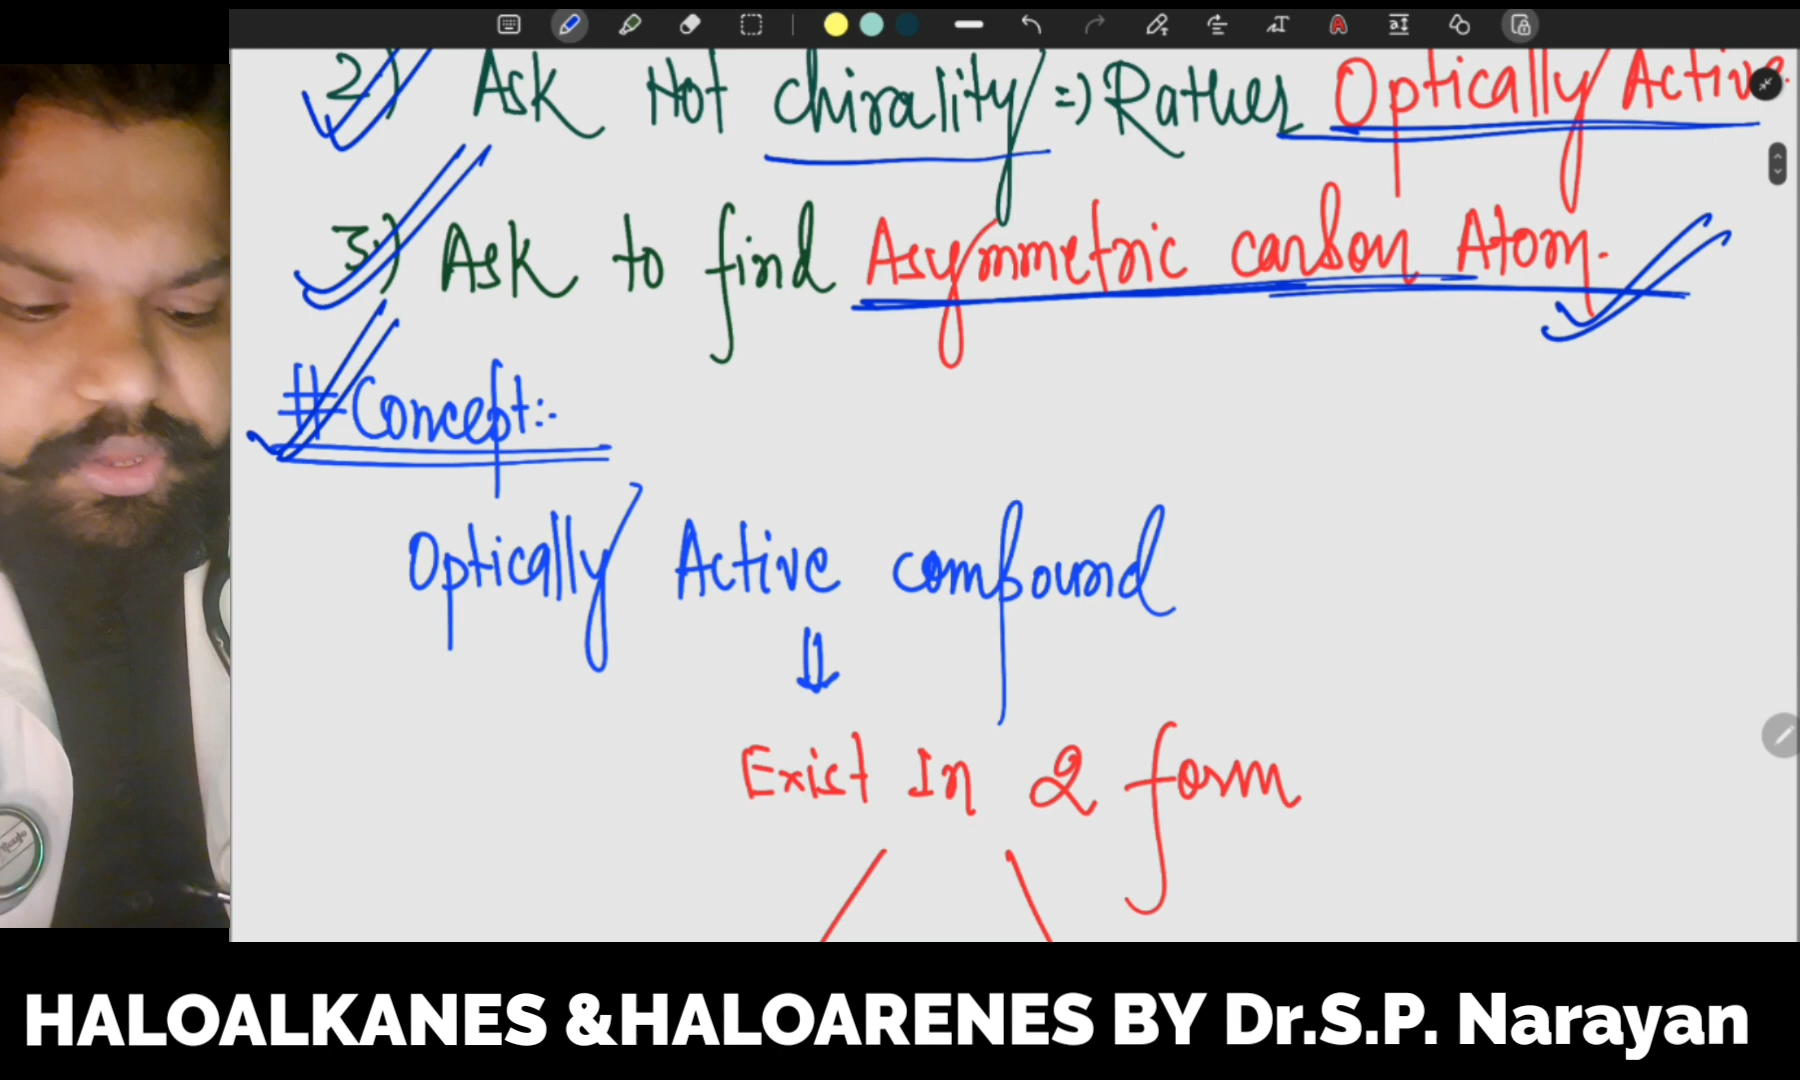 2) Ask Not chirality => Rather Optically Active
3) Ask to find Asymmetric carbon Atom.
# Concept:-
Optically Active compound
⇓
Exist In 2 form
HALOALKANES &HALOARENES BY Dr.S.P. Narayan